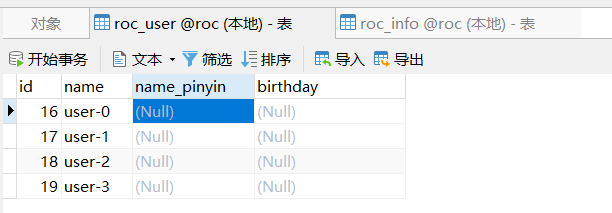 对象 roc_user @roc (本地) - 表 roc_info @roc (本地) - 表
开始事务 文本 筛选 排序 导入 导出
id name name_pinyin birthday
16 user-0 (Null) (Null)
17 user-1 (Null) (Null)
18 user-2 (Null) (Null)
19 user-3 (Null) (Null)